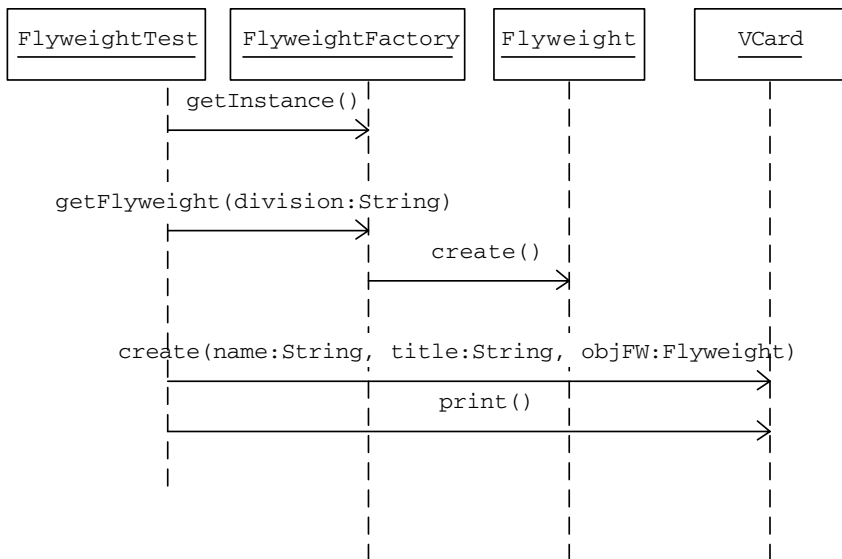 FlyweightTest
FlyweightFactory
Flyweight
VCard
getInstance()
getFlyweight(division:String)
create()
create(name:String, title:String, objFW:Flyweight)
print()